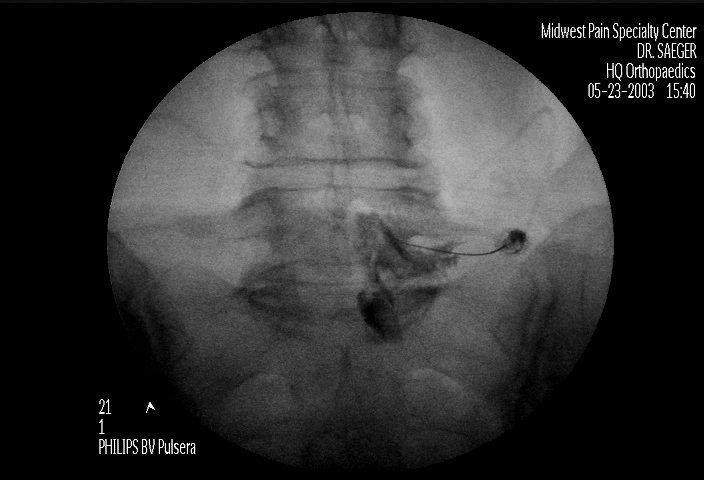 Midwest Pain Specialty Center
DR. SAEGER
HQ Orthopaedics
05-23-2003 15:40
21
1
PHILIPS BV Pulsera